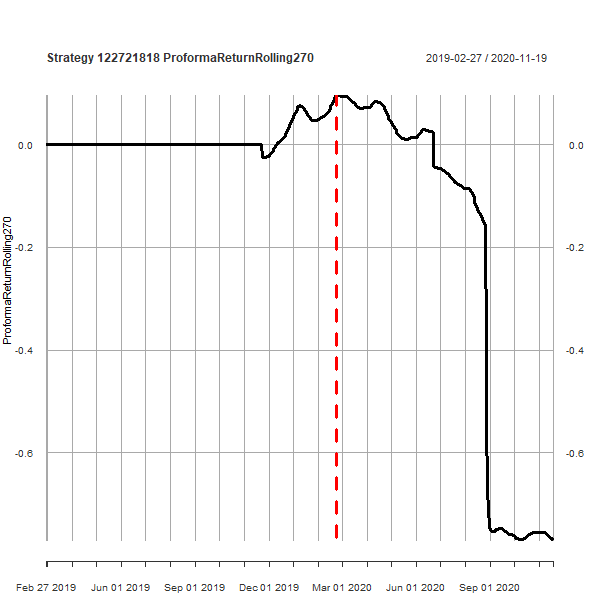 Strategy 122721818 ProformaReturnRolling270
2019-02-27 / 2020-11-19
0.0
0.0
-0.2
-0.2
-0.4
-0.4
-0.6
-0.6
ProformaReturnRolling270
Feb 27 2019
Jun 01 2019
Sep 01 2019
Dec 01 2019
Mar 01 2020
Jun 01 2020
Sep 01 2020